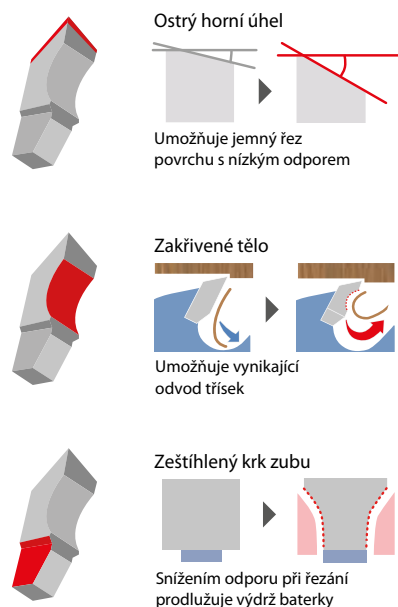 Ostrý horní úhel
Umožňuje jemný řez
povrchu s nízkým odporem
Zakřivené tělo
Umožňuje vynikající
odvod třísek
Zeštíhlený krk zubu
Snížením odporu při řezání
prodlužuje výdrž baterky